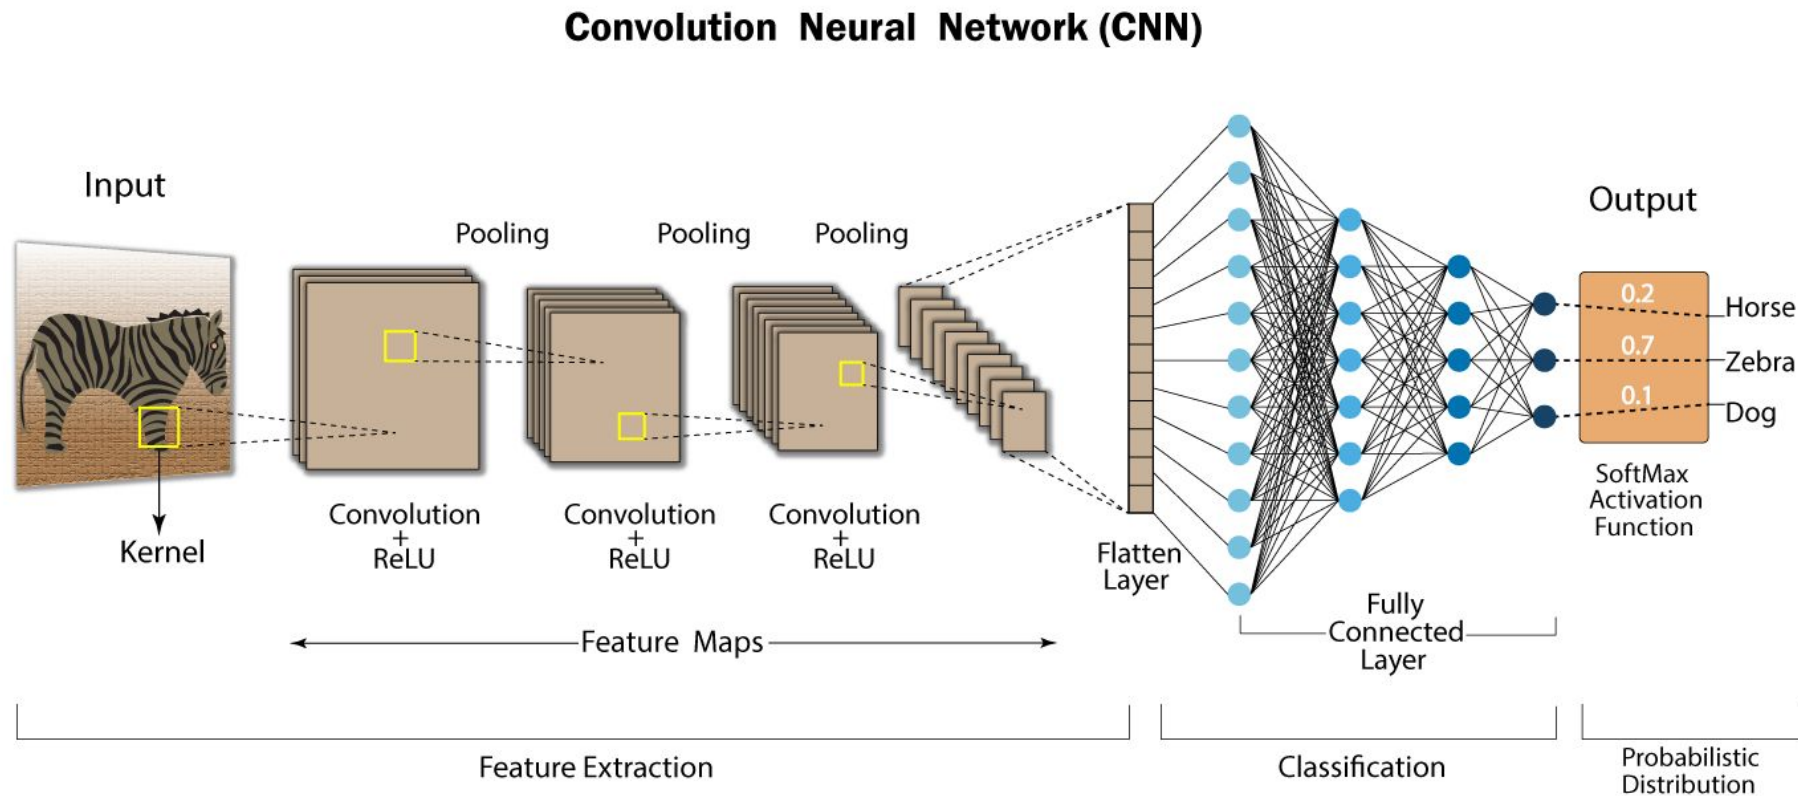 Convolution Neural Network (CNN)
Input
Output
Pooling
Pooling
Pooling
0.2
Horse
0.7
Zebra
0.1
Dog
SoftMax
Activation
Function
Convolution
+
ReLU
Convolution
+
ReLU
Convolution
+
ReLU
Kernel
Flatten
Layer
Fully
Connected
Layer
Feature Maps
Feature Extraction
Classification
Probabilistic
Distribution